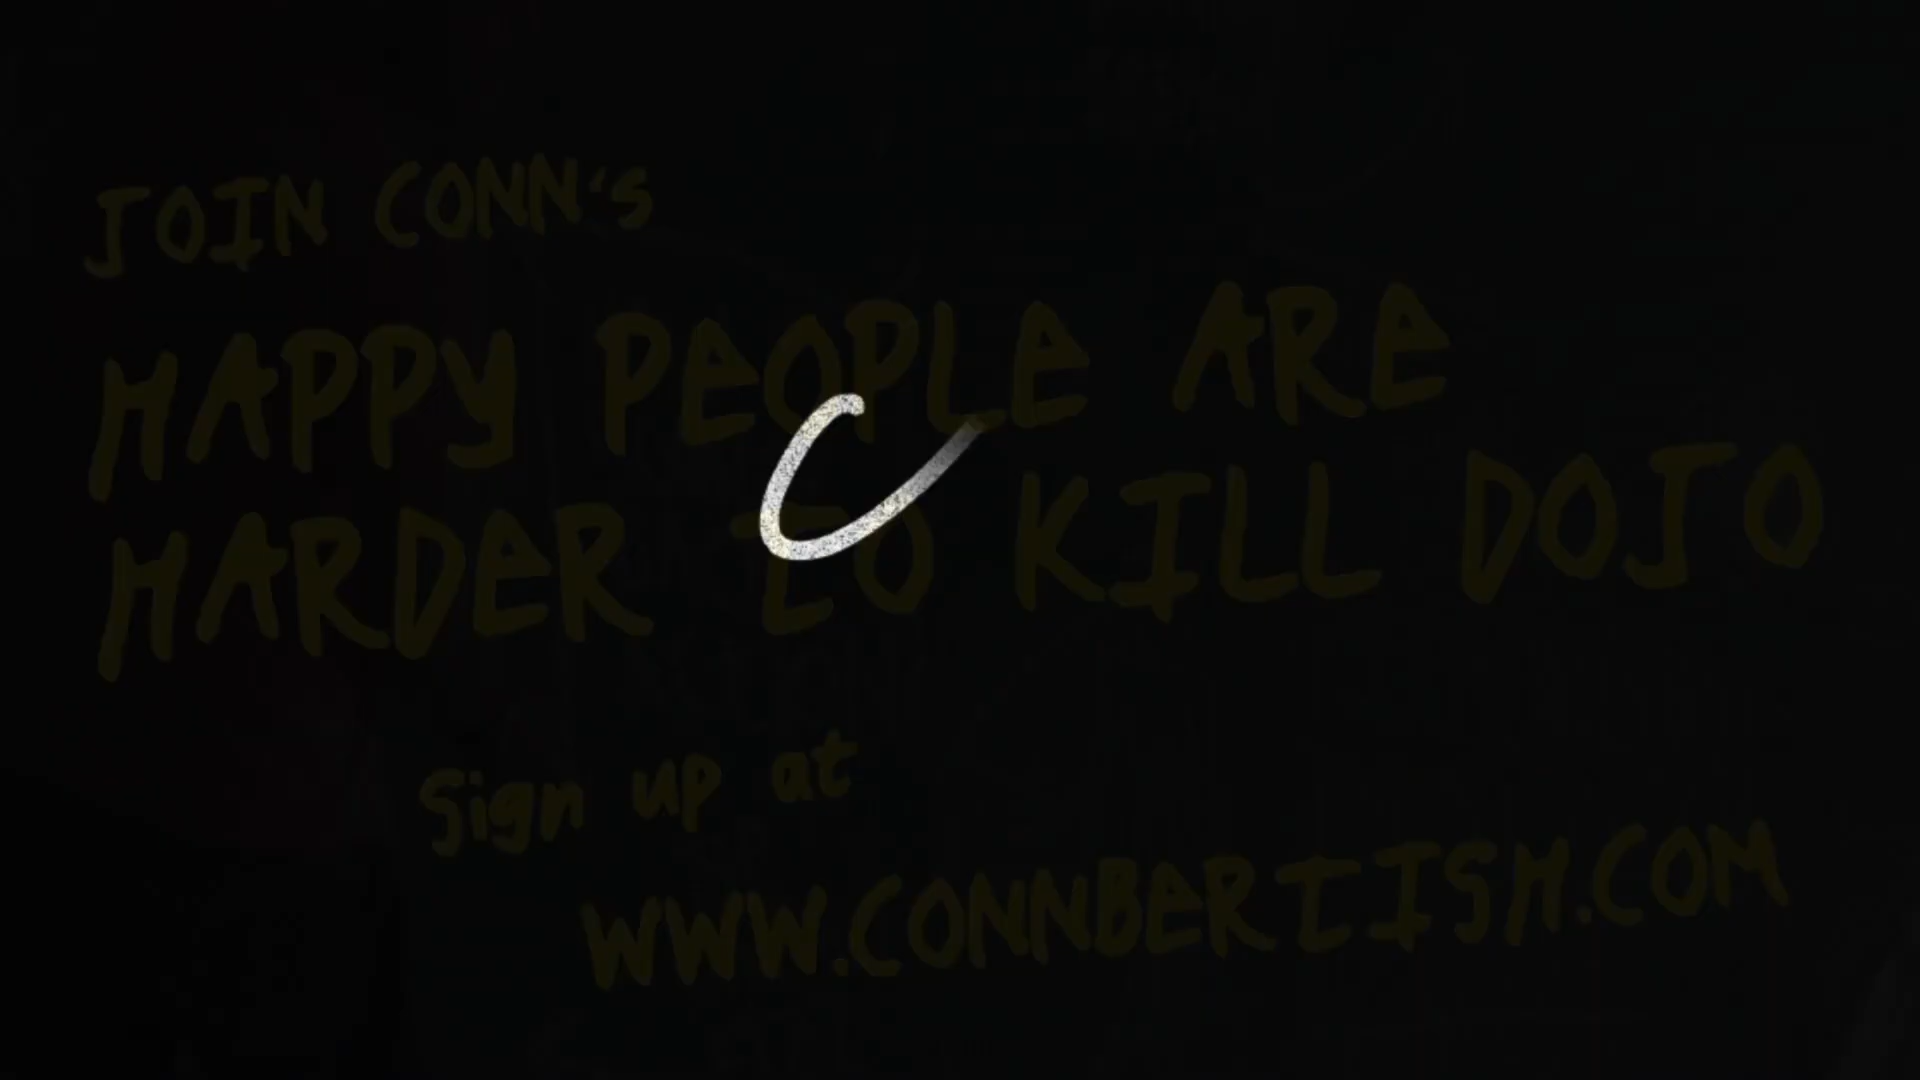 JOIN CONN'S
HAPPY PEOPLE ARE
HARDER TO KILL DOJO
C
Sign up at
WWW.CONNBERTISH.COM